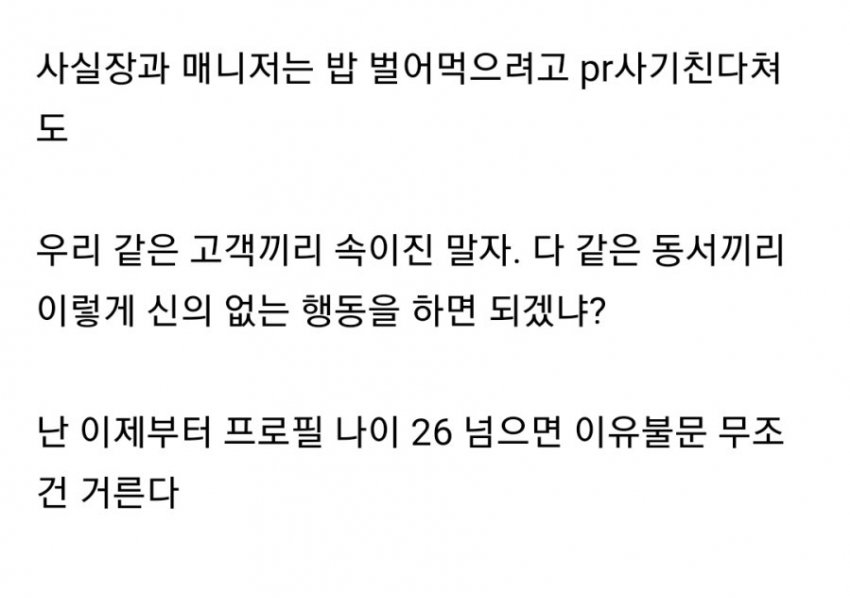 사실장과 매니저는 밥 벌어먹으려고 pr사기친다쳐
도
우리 같은 고객끼리 속이진 말자. 다 같은 동서끼리
이렇게 신의 없는 행동을 하면 되겠냐?
난 이제부터 프로필 나이 26 넘으면 이유불문 무조
건 거른다